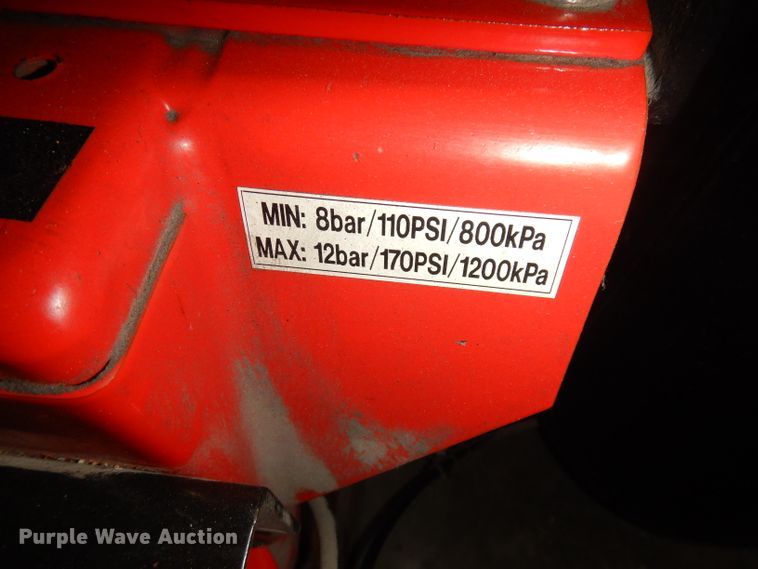 MIN: 8bar/110PSI/800kPa
MAX: 12bar/170PSI/1200kPa
Purple Wave Auction